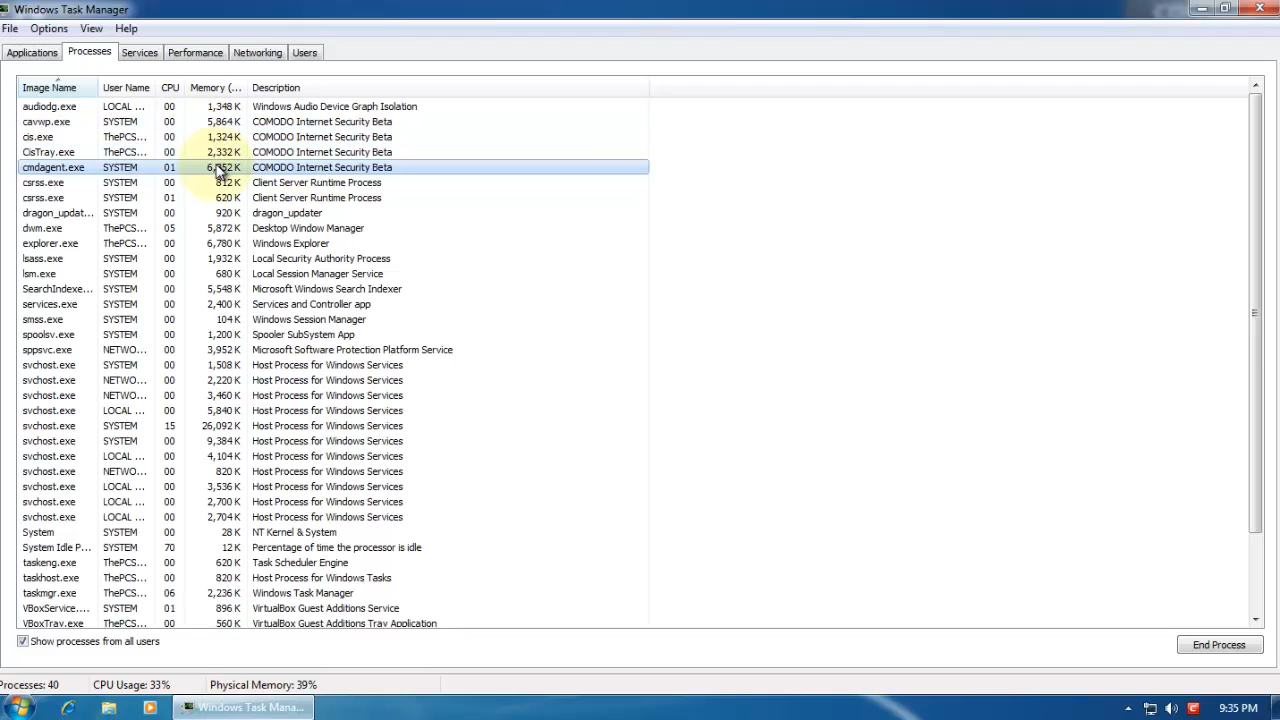 Windows Task Manager
File Options View Help
Applications Processes Services Performance Networking Users
Image Name User Name CPU Memory (... Description
audiodg.exe LOCAL ... 00 1,348 K Windows Audio Device Graph Isolation
cavwp.exe SYSTEM 00 5,864 K COMODO Internet Security Beta
cis.exe ThePCS... 00 1,324 K COMODO Internet Security Beta
CisTray.exe ThePCS... 00 2,332 K COMODO Internet Security Beta
cmdagent.exe SYSTEM 01 COMODO Internet Security Beta
csrss.exe SYSTEM 00 812 K Client Server Runtime Process
csrss.exe SYSTEM 01 620 K Client Server Runtime Process
dragon_updat... SYSTEM 00 920 K dragon_updater
dwm.exe ThePCS... 05 5,872 K Desktop Window Manager
explorer.exe ThePCS... 00 6,780 K Windows Explorer
lsass.exe SYSTEM 00 1,932 K Local Security Authority Process
lsm.exe SYSTEM 00 680 K Local Session Manager Service
SearchIndexe... SYSTEM 00 5,548 K Microsoft Windows Search Indexer
services.exe SYSTEM 00 2,400 K Services and Controller app
smss.exe SYSTEM 00 104 K Windows Session Manager
spoolsv.exe SYSTEM 00 1,200 K Spooler SubSystem App
sppsvc.exe NETWO... 00 3,952 K Microsoft Software Protection Platform Service
svchost.exe SYSTEM 00 1,508 K Host Process for Windows Services
svchost.exe NETWO... 00 2,220 K Host Process for Windows Services
svchost.exe NETWO... 00 3,460 K Host Process for Windows Services
svchost.exe LOCAL ... 00 5,840 K Host Process for Windows Services
svchost.exe SYSTEM 15 26,092 K Host Process for Windows Services
svchost.exe SYSTEM 00 9,384 K Host Process for Windows Services
svchost.exe LOCAL ... 00 4,104 K Host Process for Windows Services
svchost.exe NETWO... 00 820 K Host Process for Windows Services
svchost.exe LOCAL ... 00 3,536 K Host Process for Windows Services
svchost.exe LOCAL ... 00 2,700 K Host Process for Windows Services
svchost.exe LOCAL ... 00 2,704 K Host Process for Windows Services
System SYSTEM 00 28 K NT Kernel & System
System Idle P... SYSTEM 70 12 K Percentage of time the processor is idle
taskeng.exe ThePCS... 00 620 K Task Scheduler Engine
taskhost.exe ThePCS... 00 820 K Host Process for Windows Tasks
taskmgr.exe ThePCS... 06 2,236 K Windows Task Manager
VBoxService.... SYSTEM 01 896 K VirtualBox Guest Additions Service
VBoxTray.exe ThePCS... 00 560 K VirtualBox Guest Additions Tray Application
Show processes from all users
End Process
Processes: 40 CPU Usage: 33% Physical Memory: 39%
Windows Task Mana... 9:35 PM